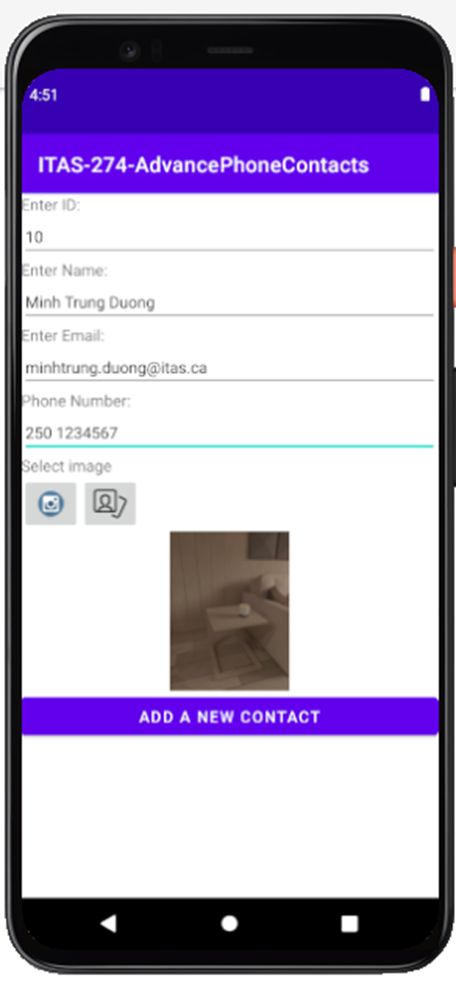 4:51
ITAS-274-AdvancePhoneContacts
Enter ID:
10
Enter Name:
Minh Trung Duong
Enter Email:
minhtrung.duong@itas.ca
Phone Number:
250 1234567
Select image
ADD A NEW CONTACT